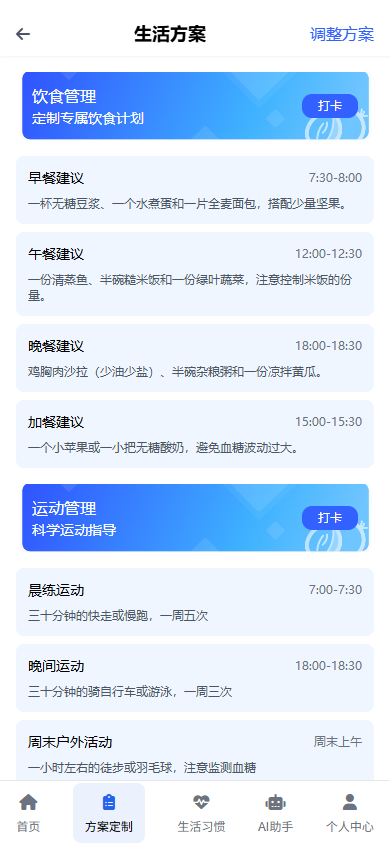 生活方案
调整方案
饮食管理
定制专属饮食计划
打卡
早餐建议
7:30-8:00
一杯无糖豆浆、一个水煮蛋和一片全麦面包，搭配少量坚果。
午餐建议
12:00-12:30
一份清蒸鱼、半碗糙米饭和一份绿叶蔬菜，注意控制米饭的份
量。
晚餐建议
18:00-18:30
鸡胸肉沙拉（少油少盐）、半碗杂粮粥和一份凉拌黄瓜。
加餐建议
15:00-15:30
一个小苹果或一小把无糖酸奶，避免血糖波动过大。
运动管理
科学运动指导
打卡
晨练运动
7:00-7:30
三十分钟的快走或慢跑，一周五次
晚间运动
18:00-18:30
三十分钟的骑自行车或游泳，一周三次
周末户外活动
周末上午
一小时左右的徒步或羽毛球，注意监测血糖
首页
方案定制
生活习惯
AI助手
个人中心